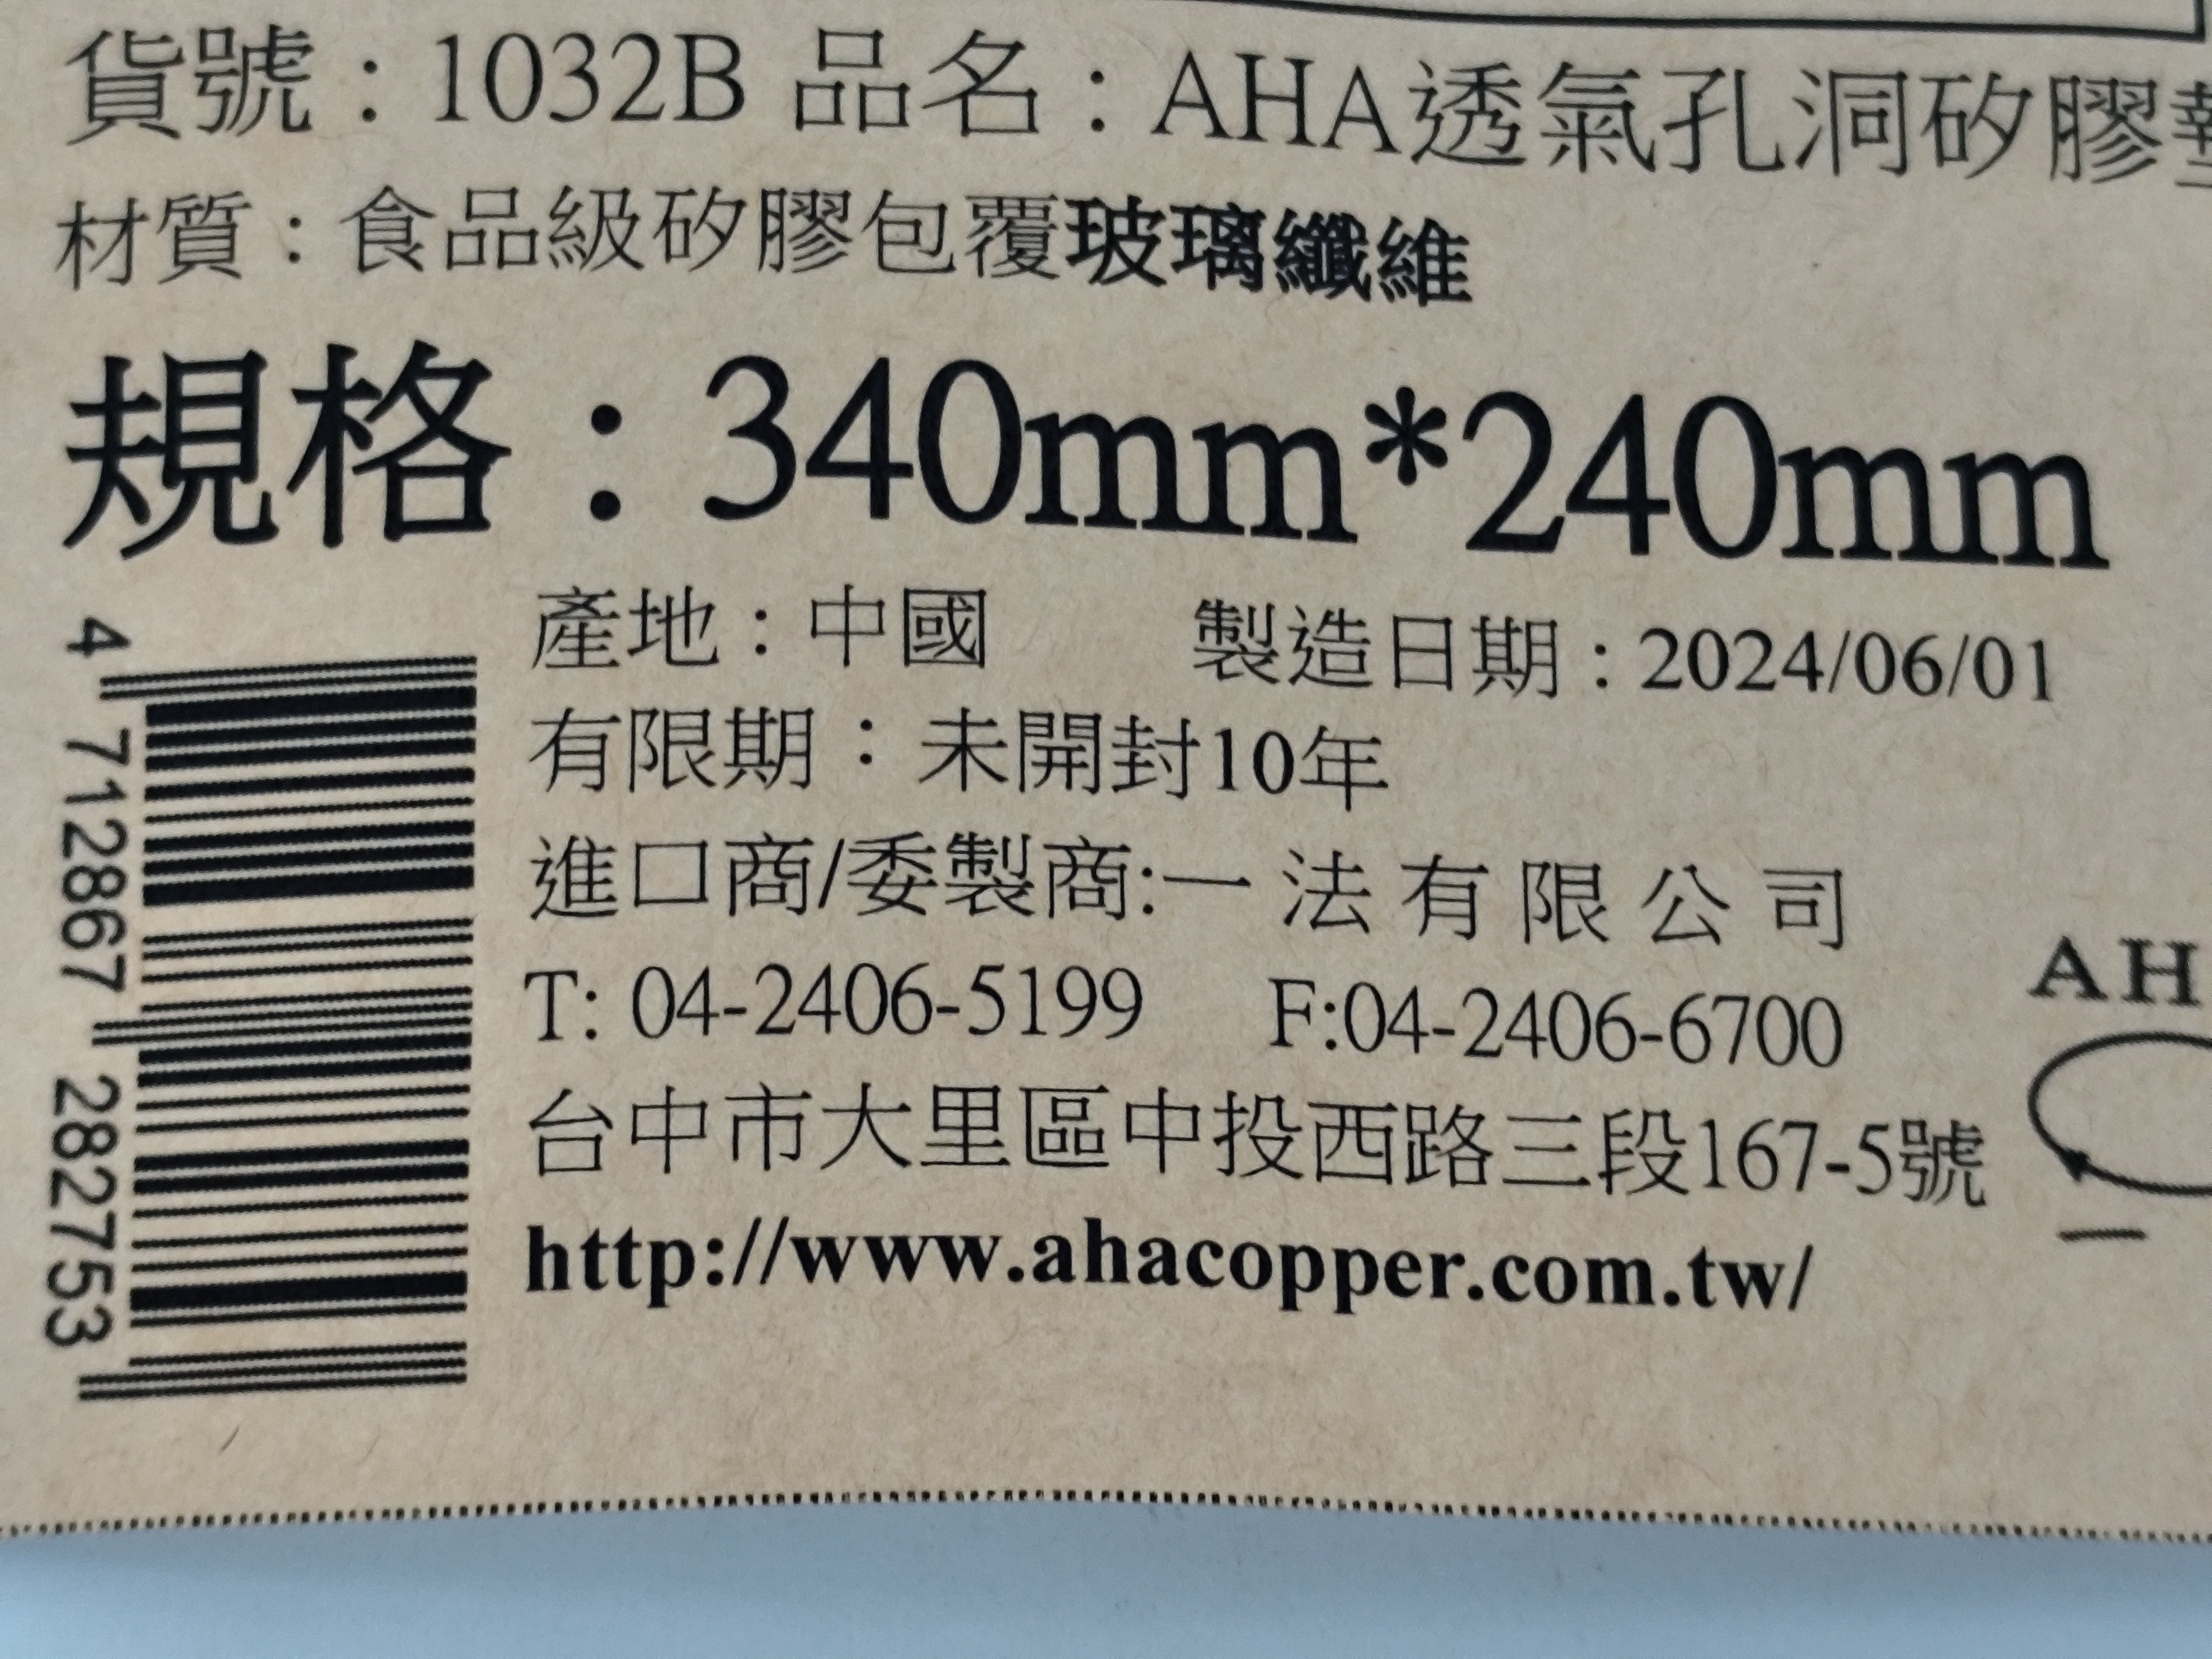 貨號：1032B 品名：AHA透氣孔洞矽膠墊
材質：食品級矽膠包覆玻璃纖維
規格：340mm*240mm
產地：中國 製造日期：2024/06/01
有限期：未開封10年
進口商/委製商:一法有限公司
T: 04-2406-5199 F:04-2406-6700
台中市大里區中投西路三段167-5號
http://www.ahacopper.com.tw/
4 712867 282753
AH
一